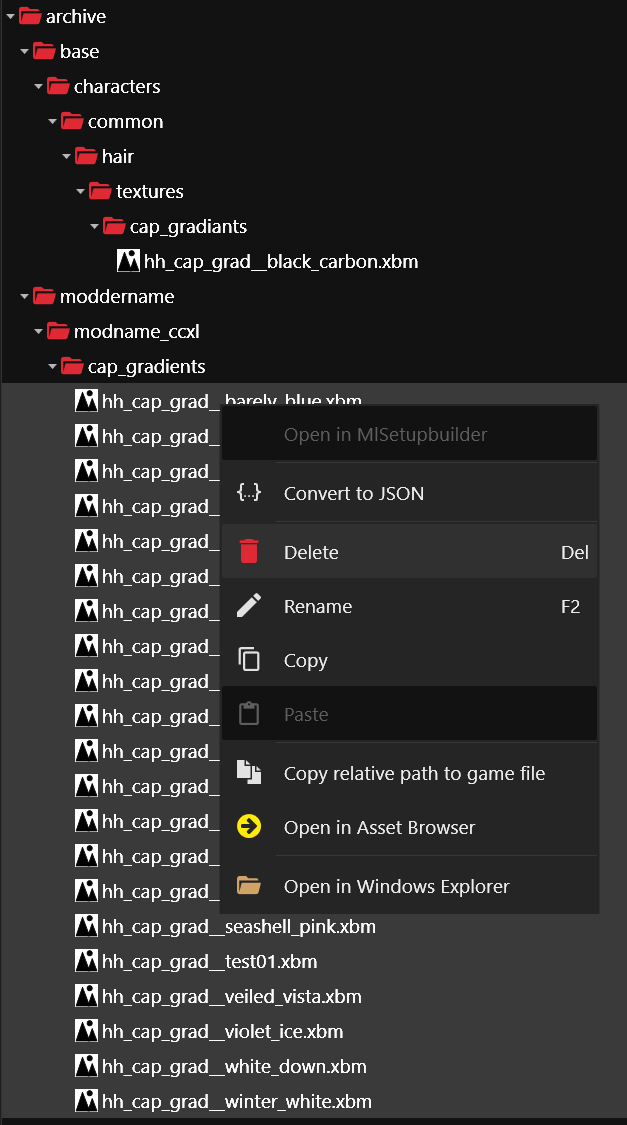 archive
base
characters
common
hair
textures
cap_gradiants
hh_cap_grad__black_carbon.xbm
moddername
modname_ccxl
cap_gradients
hh_cap_grad__barely_blue.xbm
hh_cap_grad_
Open in MlSetupbuilder
hh_cap_grad_
hh_cap_grad_
Convert to JSON
hh_cap_grad_
hh_cap_grad_
Delete Del
hh_cap_grad_
hh_cap_grad_
Rename F2
hh_cap_grad_
Copy
hh_cap_grad_
hh_cap_grad_
Paste
hh_cap_grad_
hh_cap_grad_
Copy relative path to game file
hh_cap_grad_
Open in Asset Browser
hh_cap_grad_
hh_cap_grad_
Open in Windows Explorer
hh_cap_grad__seashell_pink.xbm
hh_cap_grad__test01.xbm
hh_cap_grad__veiled_vista.xbm
hh_cap_grad__violet_ice.xbm
hh_cap_grad__white_down.xbm
hh_cap_grad__winter_white.xbm